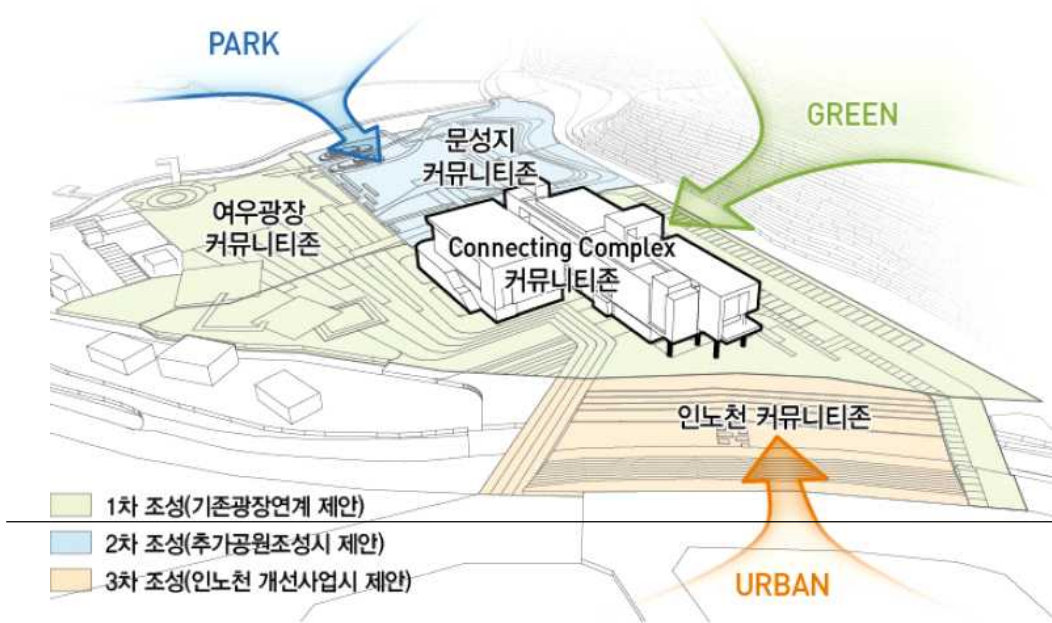 PARK
GREEN
문성지
커뮤니티존
여우광장
커뮤니티존
Connecting Complex
커뮤니티존
인노천 커뮤니티존
1차 조성(기존광장연계 제안)
2차 조성(추가공원조성시 제안)
3차 조성(인노천 개선사업시 제안)
URBAN